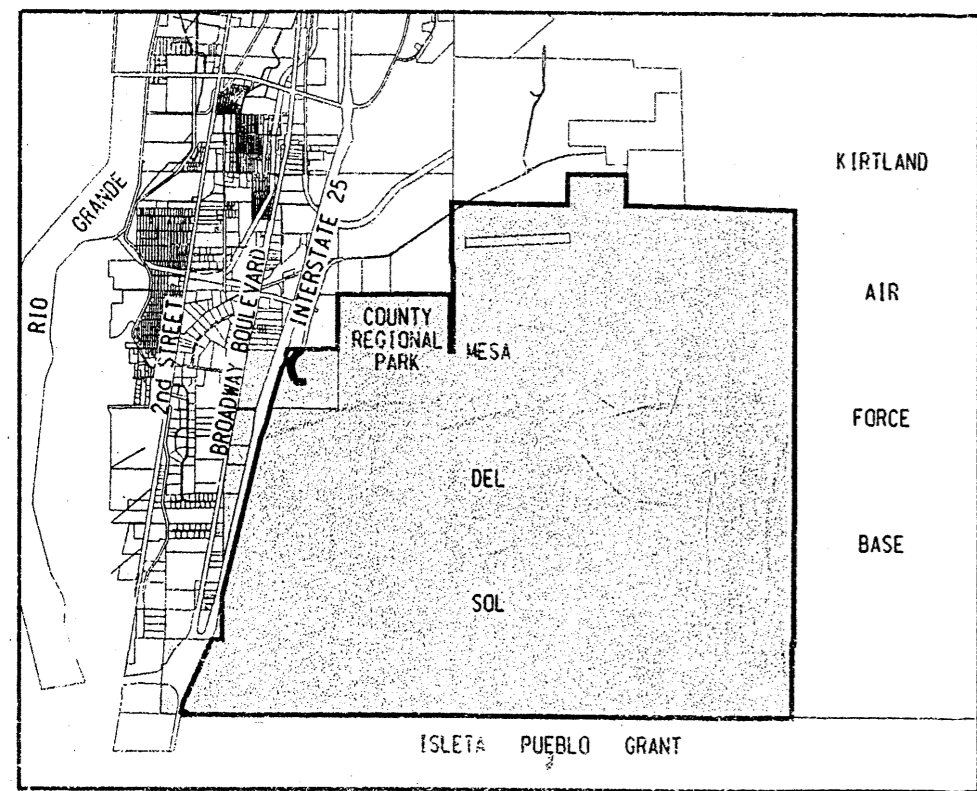 KIRTLAND
AIR
FORCE
BASE
RIO
GRANDE
2nd STREET
BROADWAY BOULEVARD
INTERSTATE 25
COUNTY
REGIONAL
PARK
MESA
DEL
SOL
ISLETA PUEBLO GRANT